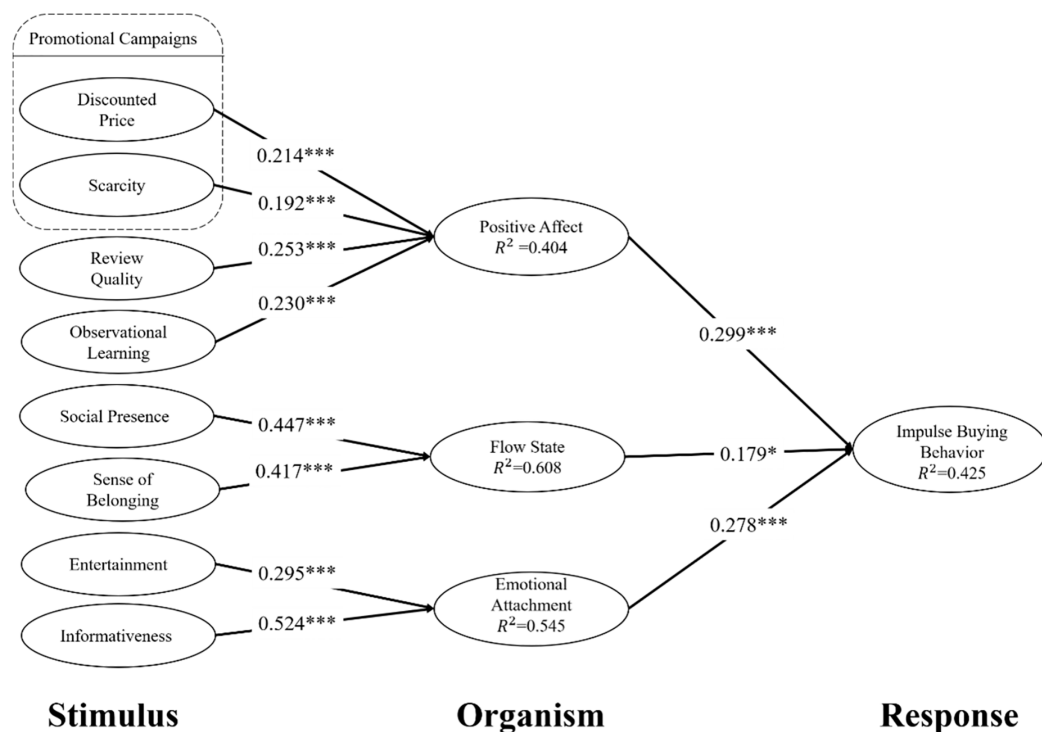 Promotional Campaigns
Discounted
Price
0.214***
Scarcity
0.192***
Positive Affect
R² =0.404
Review
Quality
0.253***
0.230***
Observational
Learning
0.299***
Social Presence
0.447***
Flow State
R²=0.608
0.179*
Impulse Buying
Behavior
R²=0.425
Sense of
Belonging
0.417***
0.278***
Entertainment
0.295***
Emotional
Attachment
R²=0.545
Informativeness
0.524***
Stimulus
Organism
Response